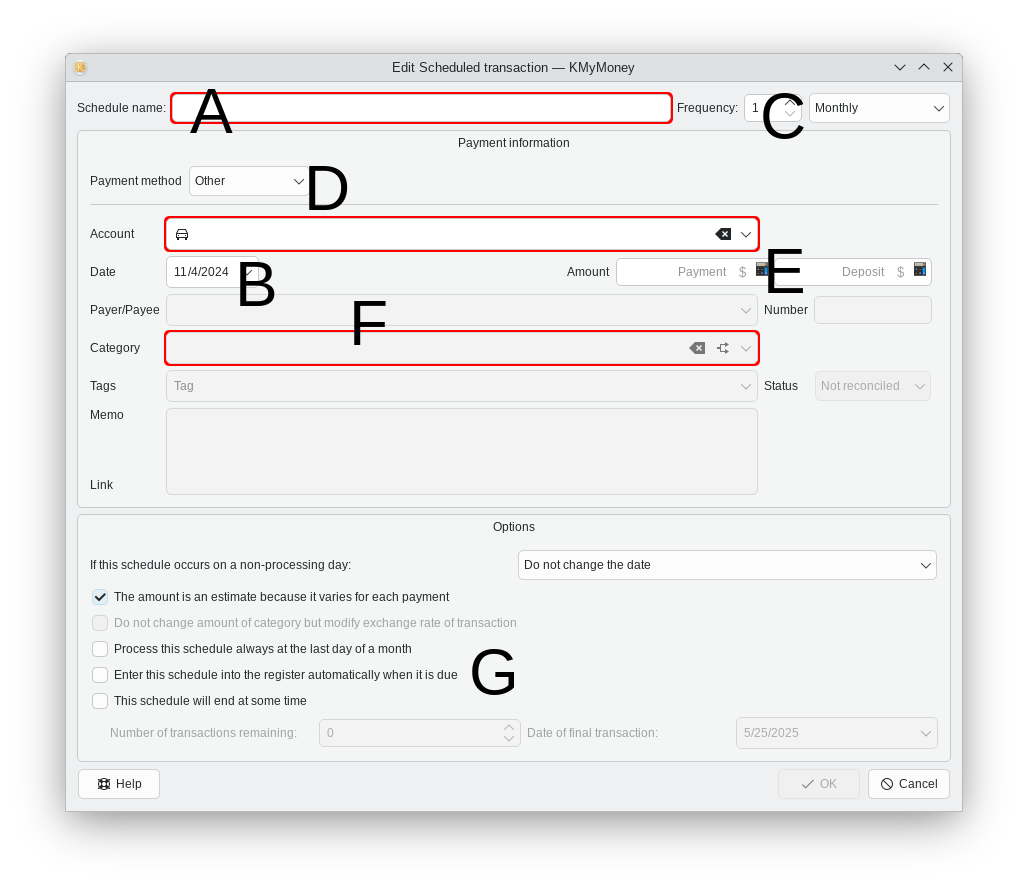 Edit Scheduled transaction — KMyMoney
Schedule name: A Frequency: 1 C Monthly
Payment information
Payment method Other D
Account
Date 11/4/2024 B Amount Payment $ E Deposit $
Payer/Payee F Number
Category
Tags Tag Status Not reconciled
Memo
Link
Options
If this schedule occurs on a non-processing day: Do not change the date
The amount is an estimate because it varies for each payment
Do not change amount of category but modify exchange rate of transaction
Process this schedule always at the last day of a month
Enter this schedule into the register automatically when it is due G
This schedule will end at some time
Number of transactions remaining: 0 Date of final transaction: 5/25/2025
Help OK Cancel